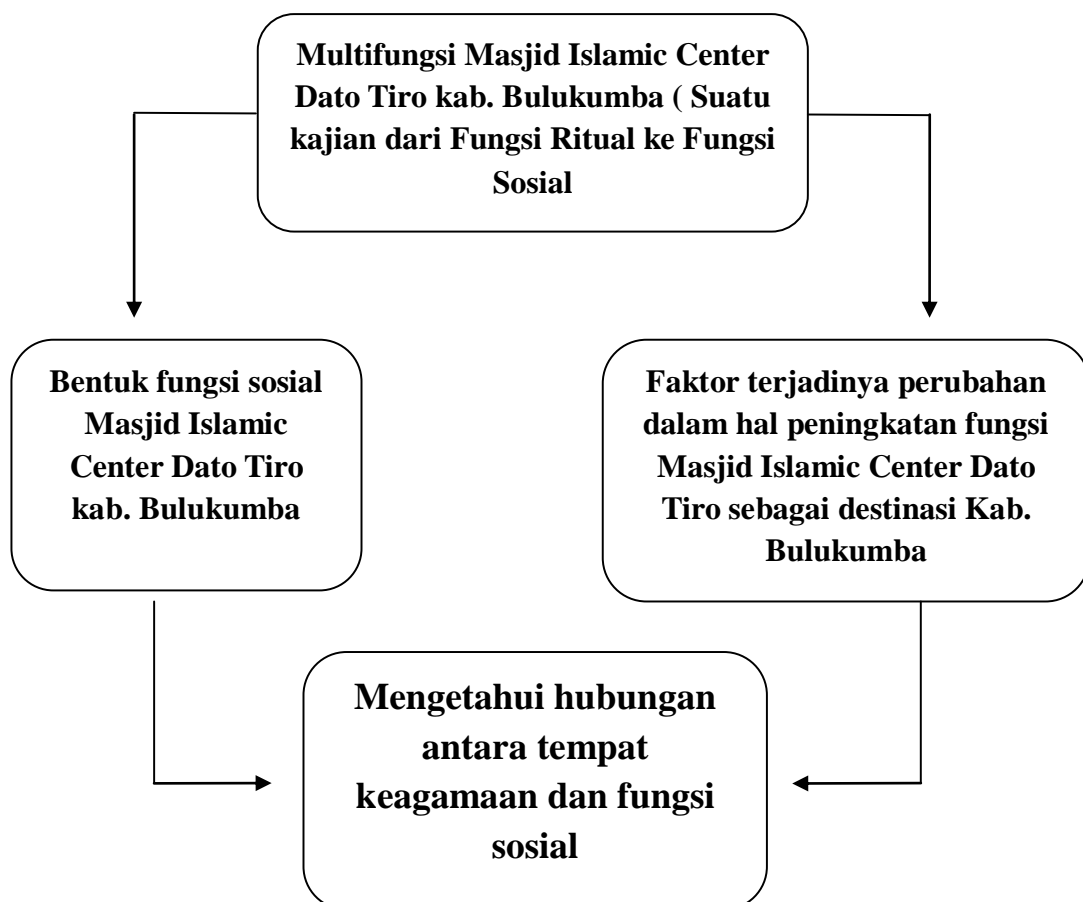 Multifungsi Masjid Islamic Center
Dato Tiro kab. Bulukumba ( Suatu
kajian dari Fungsi Ritual ke Fungsi
Sosial
Bentuk fungsi sosial
Masjid Islamic
Center Dato Tiro
kab. Bulukumba
Faktor terjadinya perubahan
dalam hal peningkatan fungsi
Masjid Islamic Center Dato
Tiro sebagai destinasi Kab.
Bulukumba
Mengetahui hubungan
antara tempat
keagamaan dan fungsi
sosial